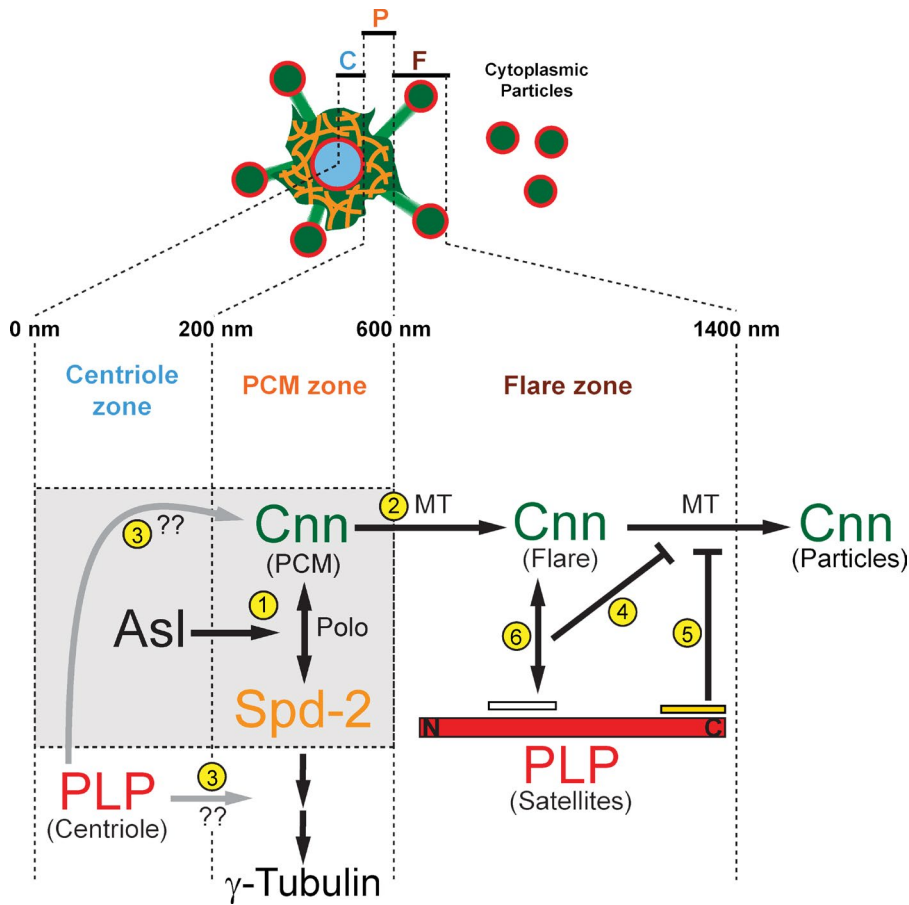 P
C
F
Cytoplasmic
Particles
0 nm
200 nm
600 nm
1400 nm
Centriole
zone
PCM zone
Flare zone
3
??
Cnn
(PCM)
2
MT
Cnn
(Flare)
MT
Cnn
(Particles)
1
Asl
Polo
6
4
5
Spd-2
N
C
PLP
(Centriole)
3
??
PLP
(Satellites)
γ-Tubulin